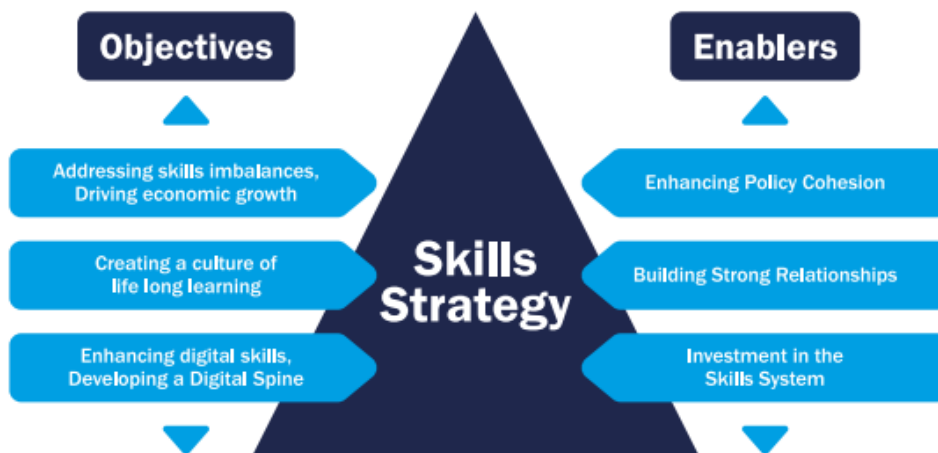 Objectives
Enablers
Addressing skills imbalances,
Driving economic growth
Enhancing Policy Cohesion
Skills
Strategy
Creating a culture of
life long learning
Building Strong Relationships
Enhancing digital skills,
Developing a Digital Spine
Investment in the
Skills System